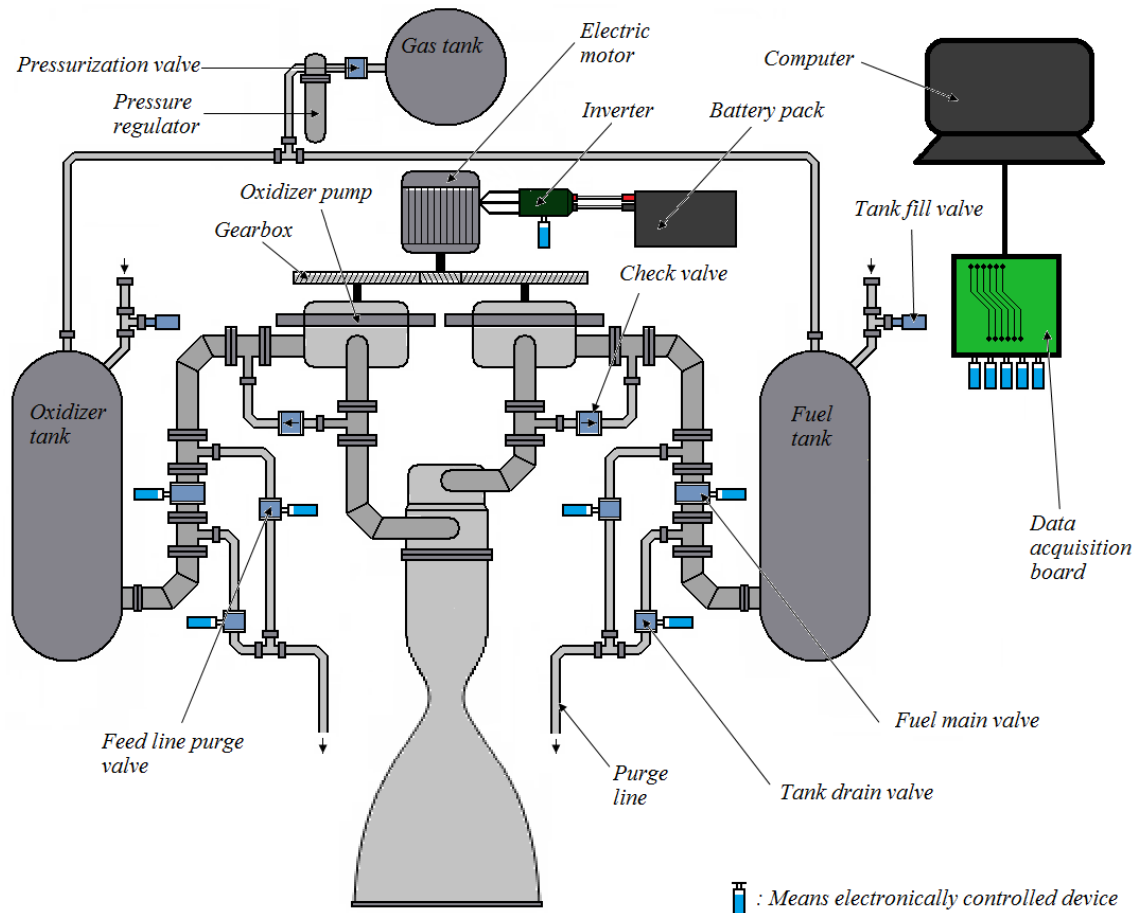 Gas tank
Electric
motor
Computer
Pressurization valve
Pressure
regulator
Inverter
Battery pack
Oxidizer pump
Gearbox
Tank fill
valve
Check valve
Oxidizer
tank
Fuel
tank
Data
acquisition
board
Feed line purge
valve
Fuel main valve
Purge
line
Tank drain valve
: Means electronically controlled device